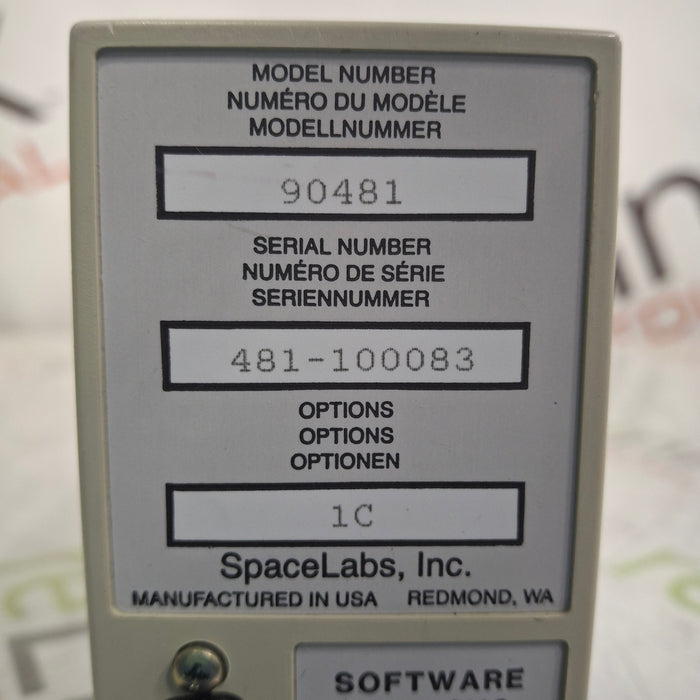 MODEL NUMBER
NUMÉRO DU MODÈLE
MODELLNUMMER
90481
SERIAL NUMBER
NUMÉRO DE SÉRIE
SERIENNUMMER
481-100083
OPTIONS
OPTIONS
OPTIONEN
1C
SpaceLabs, Inc.
MANUFACTURED IN USA REDMOND, WA
SOFTWARE